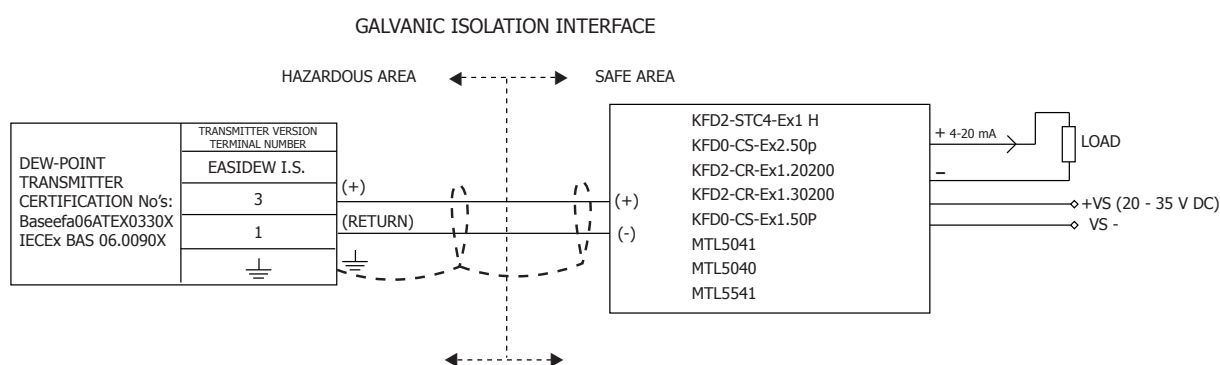 GALVANIC ISOLATION INTERFACE
HAZARDOUS AREA
SAFE AREA
DEW-POINT
TRANSMITTER
CERTIFICATION No's:
Baseefa06ATEX0330X
IECEx BAS 06.0090X
TRANSMITTER VERSION
TERMINAL NUMBER
EASIDEW I.S.
3
1
(+)
(RETURN)
(+)
(-)
KFD2-STC4-Ex1 H
KFD0-CS-Ex2.50p
KFD2-CR-Ex1.20200
KFD2-CR-Ex1.30200
KFD0-CS-Ex1.50P
MTL5041
MTL5040
MTL5541
+ 4-20 mA
–
LOAD
+VS (20 - 35 V DC)
VS -